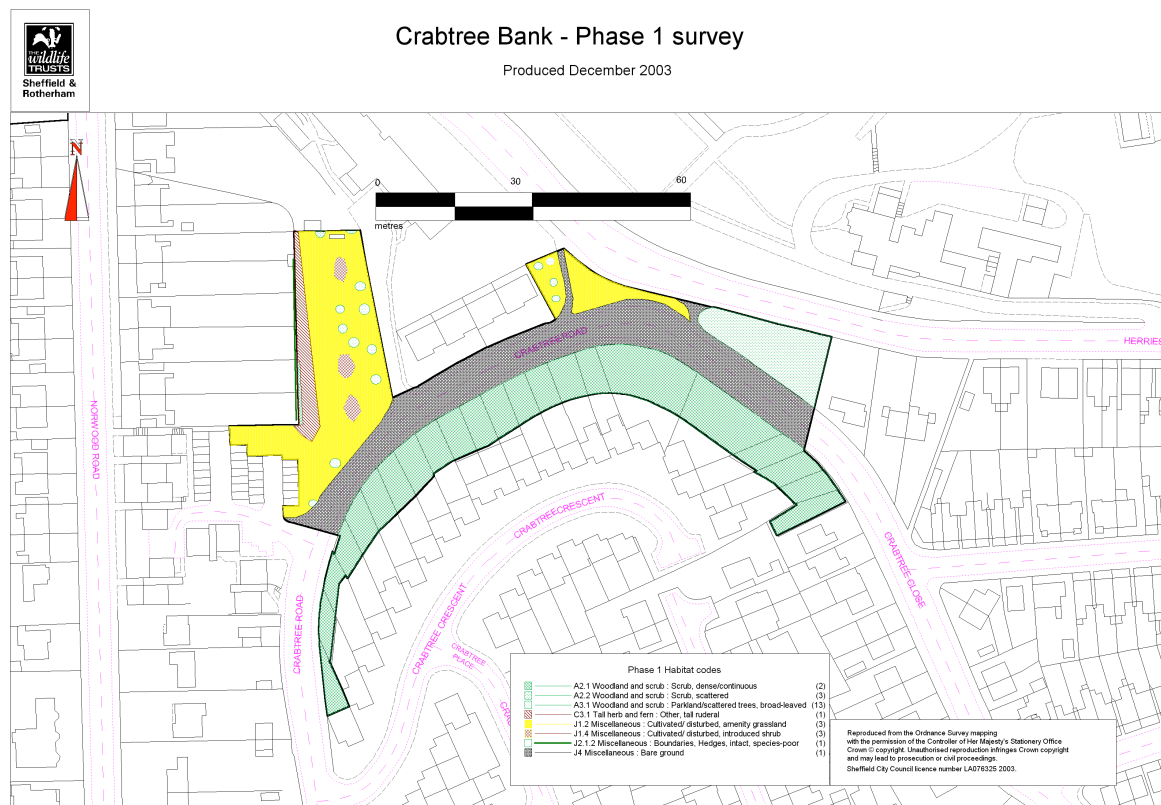 Crabtree Bank - Phase 1 survey
Produced December 2003
THE
wildlife
TRUSTS
Sheffield &
Rotherham
N
0 30 60
metres
CRABTREE ROAD
HERRIES
NORWOOD ROAD
CRABTREE CRESCENT
CRABTREE CLOSE
CRABTREE ROAD
CRABTREE CRESCENT
CRABTREE
PLACE
CRAB
Phase 1 Habitat codes
A2.1 Woodland and scrub : Scrub, dense/continuous (2)
A2.2 Woodland and scrub : Scrub, scattered (3)
A3.1 Woodland and scrub : Parkland/scattered trees, broad-leaved (13)
C3.1 Tall herb and fern : Other, tall ruderal (1)
J1.2 Miscellaneous : Cultivated/ disturbed, amenity grassland (3)
J1.4 Miscellaneous : Cultivated/ disturbed, introduced shrub (3)
J2.1.2 Miscellaneous : Boundaries, Hedges, intact, species-poor (1)
J4 Miscellaneous : Bare ground (1)
Reproduced from the Ordnance Survey mapping
with the permission of the Controller of Her Majesty's Stationery Office
Crown © copyright. Unauthorised reproduction infringes Crown copyright
and may lead to prosecution or civil proceedings.
Sheffield City Council licence number LA076325 2003.